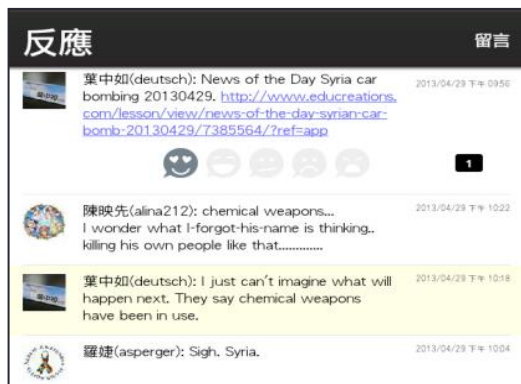 反應
留言
葉中如(deutsch): News of the Day Syria car
bombing 20130429. http://www.educreations.
com/lesson/view/news-of-the-day-syrian-car-
bomb-20130429/7385564/?ref=app
2013/04/29 下午 09:56
1
陳映先(alina212): chemical weapons...
I wonder what I-forgot-his-name is thinking..
killing his own people like that.............
2013/04/29 下午 10:22
葉中如(deutsch): I just can't imagine what will
happen next. They say chemical weapons
have been in use.
2013/04/29 下午 10:18
羅婕(asperger): Sigh. Syria.
2013/04/29 下午 10:04